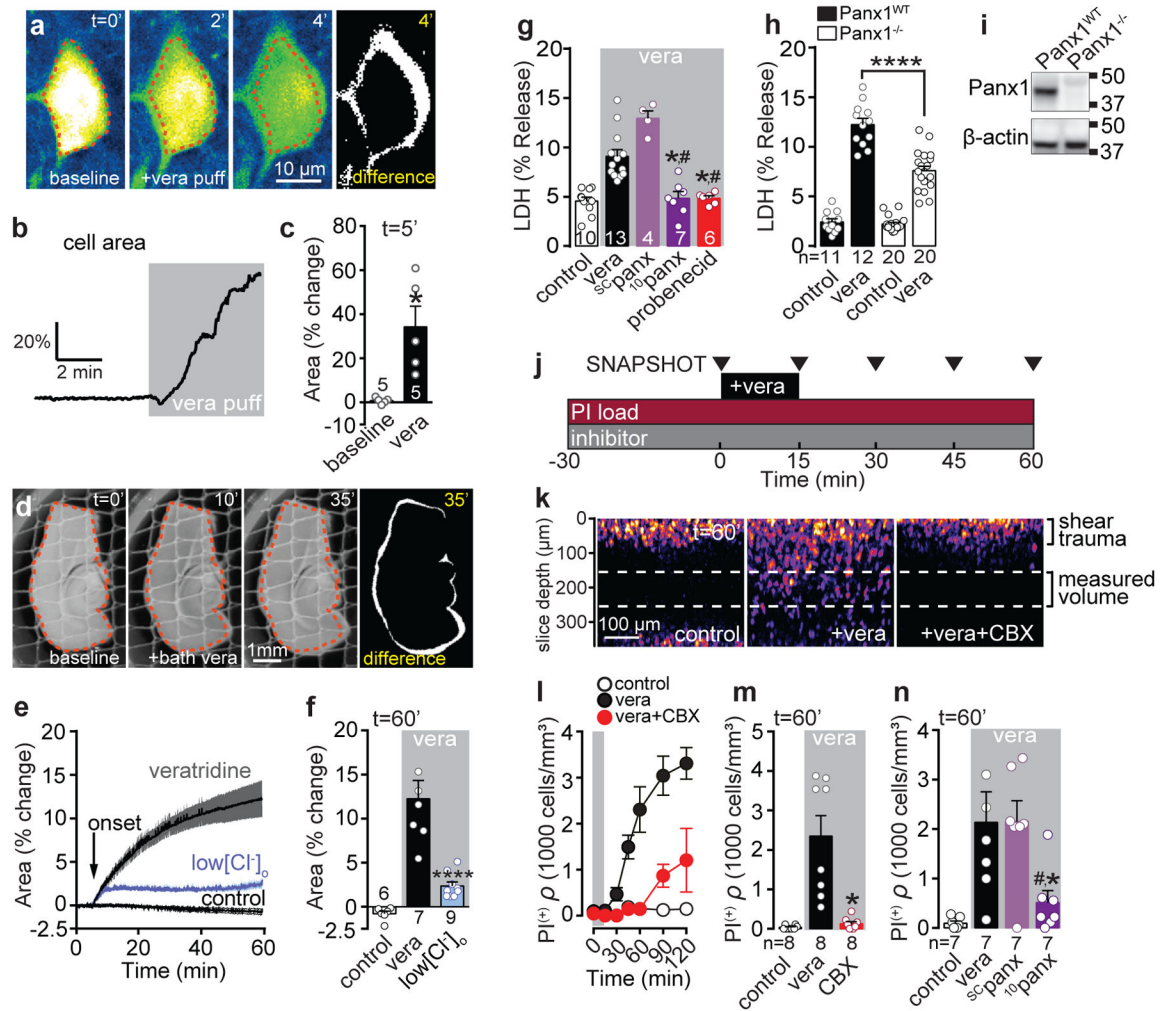 a
t=0'
2'
4'
4'
baseline
+vera puff
10 µm
difference
b
cell area
20%
2 min
vera puff
c
t=5'
Area (% change)
80
60
40
20
0
-10
5
5
*
baseline
vera
d
t=0'
10'
35'
35'
baseline
+bath vera
1mm
difference
e
Area (% change)
15
10
5
0
-2.5
veratridine
onset
low[Cl-]o
control
0
20
40
60
Time (min)
f
t=60'
vera
Area (% change)
15
10
5
0
-2.5
6
7
9
****
control
vera
low[Cl-]o
g
vera
LDH (% Release)
20
15
10
5
0
*,#
*,#
10
13
4
7
6
control
vera
SCpanx
10panx
probenecid
h
Panx1WT
Panx1-/-
****
LDH (% Release)
20
15
10
5
0
n=11
12
20
20
control
vera
control
vera
i
Panx1WT
Panx1-/-
Panx1
50
37
β-actin
50
37
j
SNAPSHOT
+vera
PI load
inhibitor
-30
0
15
30
45
60
Time (min)
k
slice depth (µm)
0
100
200
300
t=60'
100 µm
control
+vera
+vera+CBX
shear
trauma
measured
volume
l
control
vera
vera+CBX
PI(+) ρ (1000 cells/mm³)
4
3
2
1
0
0
30
60
90
120
Time (min)
m
t=60'
vera
PI(+) ρ (1000 cells/mm³)
5
4
3
2
1
0
*
n=8
8
8
control
vera
CBX
n
t=60'
vera
PI(+) ρ (1000 cells/mm³)
4
3
2
1
0
#,*
n=7
7
7
7
control
vera
SCpanx
10panx